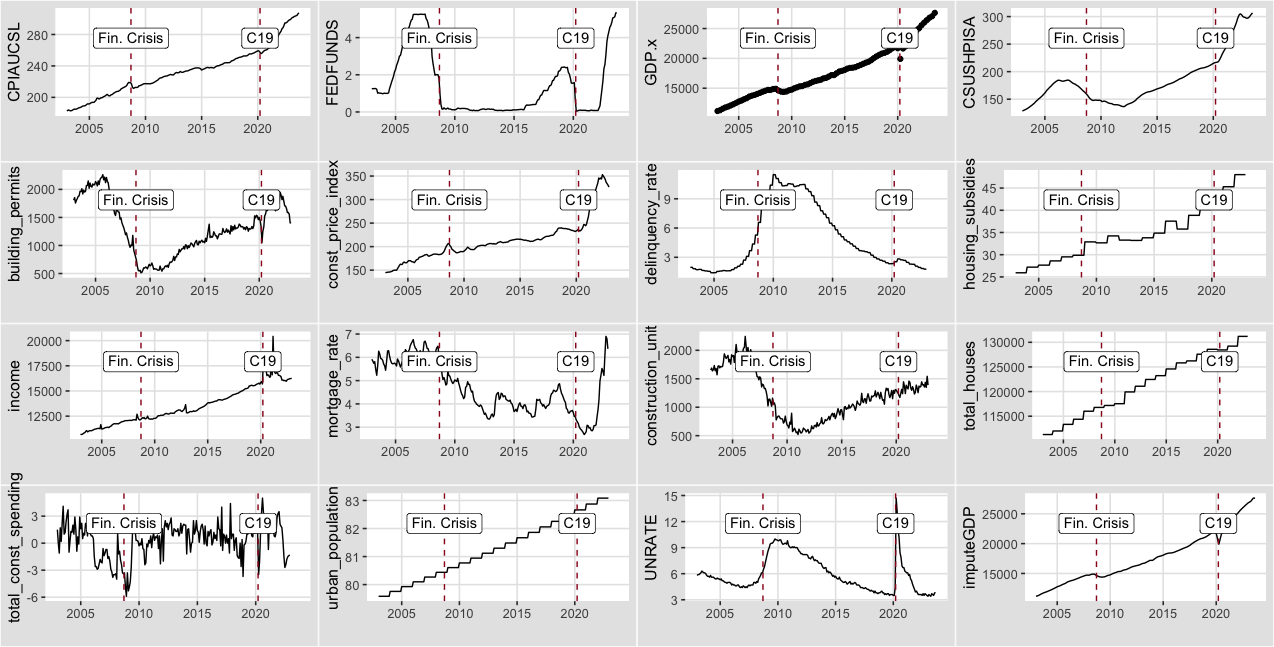 CPIAUCSL
280
240
200
Fin. Crisis
C19
2005 2010 2015 2020
FEDFUNDS
4
2
0
Fin. Crisis
C19
2005 2010 2015 2020
GDP.x
25000
20000
15000
Fin. Crisis
C19
2005 2010 2015 2020
CSUSHPISA
300
250
200
150
Fin. Crisis
C19
2005 2010 2015 2020
building_permits
2000
1500
1000
500
Fin. Crisis
C19
2005 2010 2015 2020
const_price_index
350
300
250
200
150
Fin. Crisis
C19
2005 2010 2015 2020
delinquency_rate
9
6
3
Fin. Crisis
C19
2005 2010 2015 2020
housing_subsidies
45
40
35
30
25
Fin. Crisis
C19
2005 2010 2015 2020
income
20000
17500
15000
12500
Fin. Crisis
C19
2005 2010 2015 2020
mortgage_rate
7
6
5
4
3
Fin. Crisis
C19
2005 2010 2015 2020
construction_unit
2000
1500
1000
500
Fin. Crisis
C19
2005 2010 2015 2020
total_houses
130000
125000
120000
115000
Fin. Crisis
C19
2005 2010 2015 2020
total_const_spending
3
0
-3
-6
Fin. Crisis
C19
2005 2010 2015 2020
urban_population
83
82
81
80
Fin. Crisis
C19
2005 2010 2015 2020
UNRATE
15
12
9
6
3
Fin. Crisis
C19
2005 2010 2015 2020
imputeGDP
25000
20000
15000
Fin. Crisis
C19
2005 2010 2015 2020